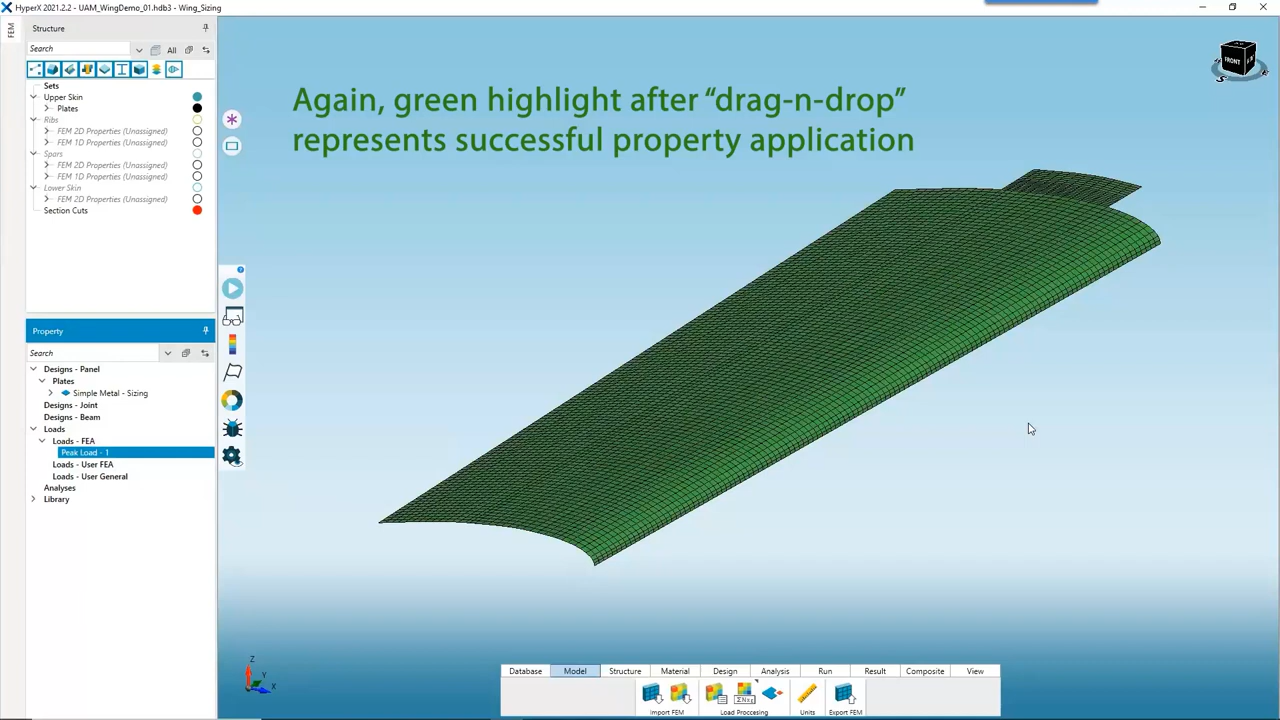 HyperX 2021.2.2 - UAM_WingDemo_01.hdb3 - Wing_Sizing
FEM
Structure
Search
All
Sets
Upper Skin
Plates
Ribs
FEM 2D Properties (Unassigned)
FEM 1D Properties (Unassigned)
Spars
FEM 2D Properties (Unassigned)
FEM 1D Properties (Unassigned)
Lower Skin
FEM 2D Properties (Unassigned)
Section Cuts
Property
Search
Designs - Panel
Plates
Simple Metal - Sizing
Designs - Joint
Designs - Beam
Loads
Loads - FEA
Peak Load - 1
Loads - User FEA
Loads - User General
Analyses
Library
Again, green highlight after “drag-n-drop”
represents successful property application
FRONT
Z
Y
X
Database Model Structure Material Design Analysis Run Result Composite View
Import FEM Load Proccesing Units Export FEM